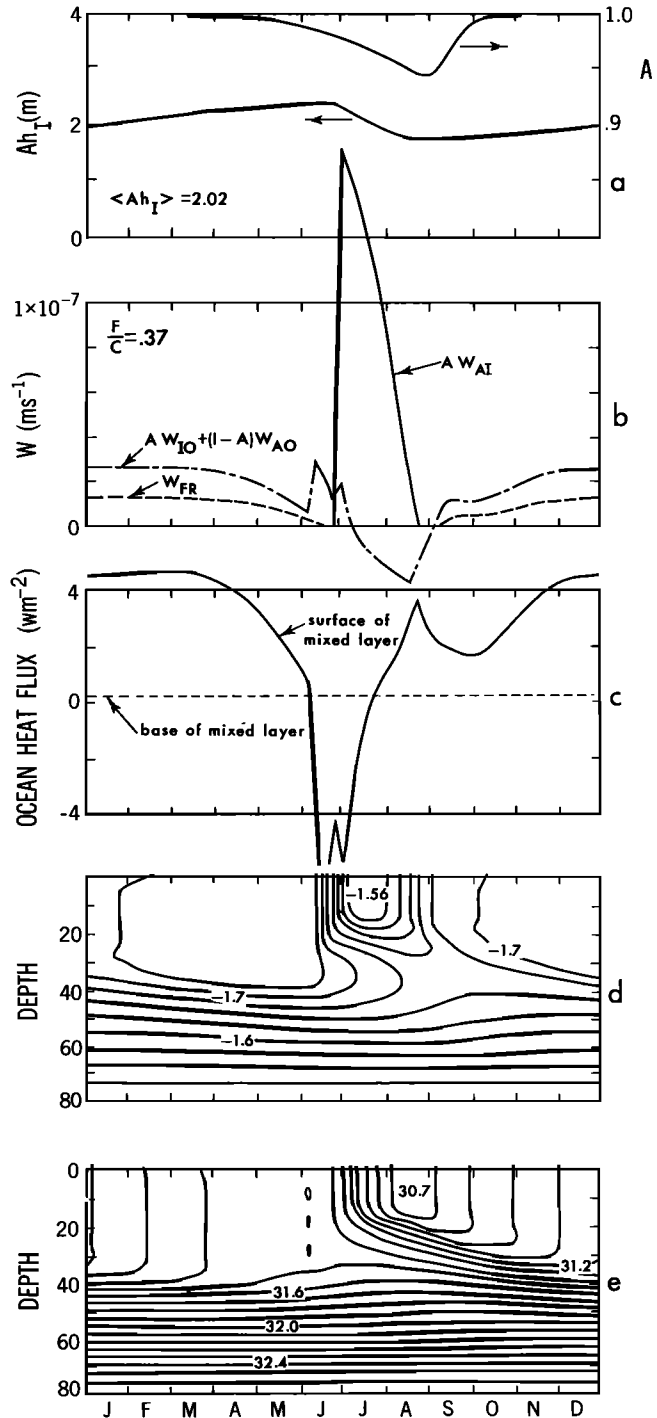 4
1.0
A
Ah_I(m)
2
.9
<Ah_I> =2.02
a
0
1×10^-7
F/C=.37
W (ms^-1)
A W_AI
b
A W_IO+(1-A)W_AO
W_FR
0
OCEAN HEAT FLUX (wm^-2)
4
surface of
mixed layer
0
c
base of mixed layer
-4
DEPTH
-1.56
20
-1.7
40
-1.7
d
-1.6
60
80
DEPTH
0
30.7
20
31.2
40
31.6
e
32.0
60
32.4
80
J F M A M J J A S O N D